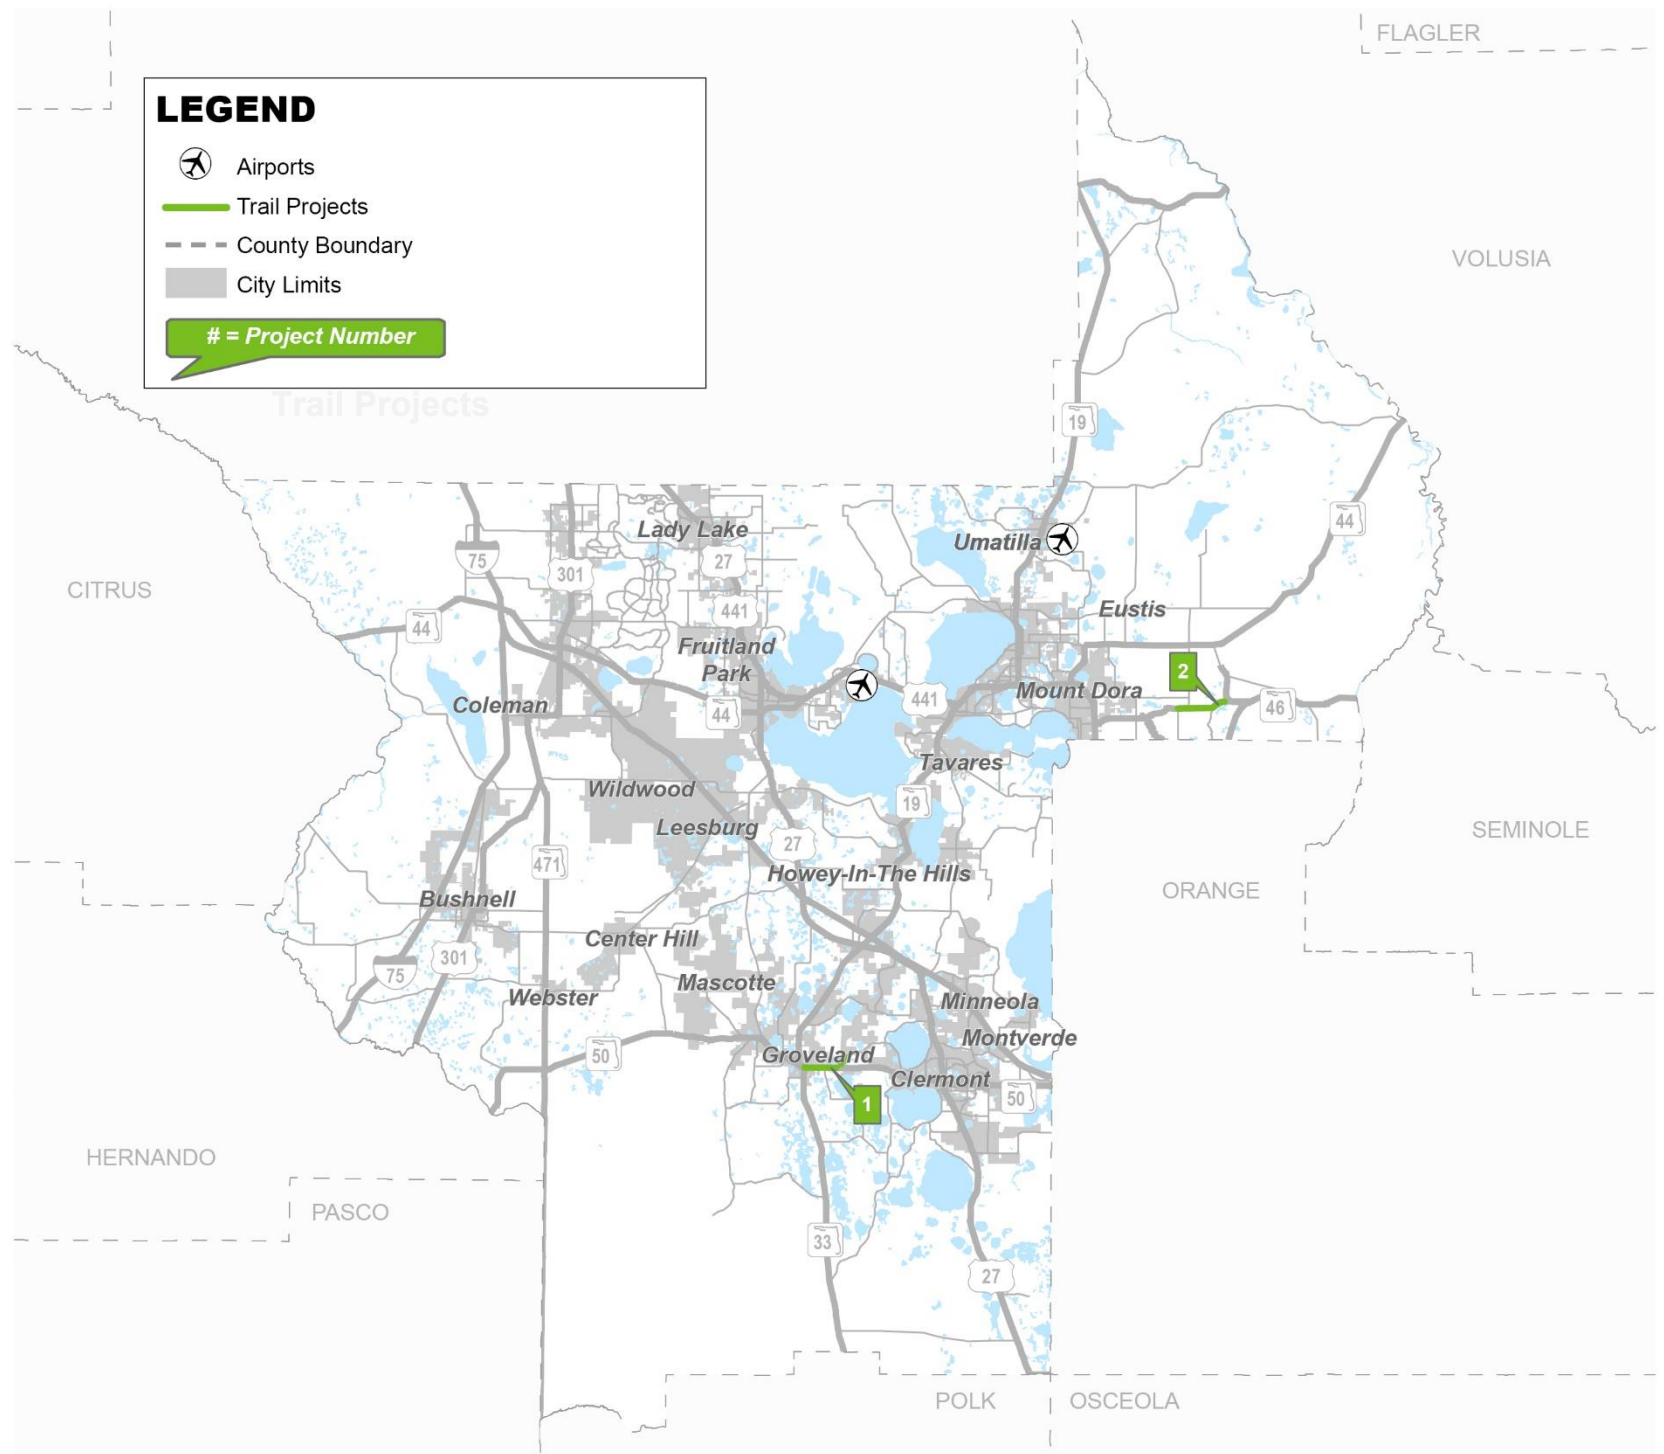 FLAGLER
LEGEND
Airports
Trail Projects
County Boundary
City Limits
# = Project Number
Trail Projects
VOLUSIA
19
44
Lady Lake
Umatilla
75
27
301
CITRUS
441
Eustis
44
Fruitland
Park
2
Mount Dora
441
Coleman
44
46
Tavares
Wildwood
19
Leesburg
SEMINOLE
27
471
Howey-In-The Hills
ORANGE
Bushnell
Center Hill
301
75
Mascotte
Webster
Minneola
Montverde
50
Groveland
Clermont
1
50
HERNANDO
PASCO
33
27
POLK
OSCEOLA